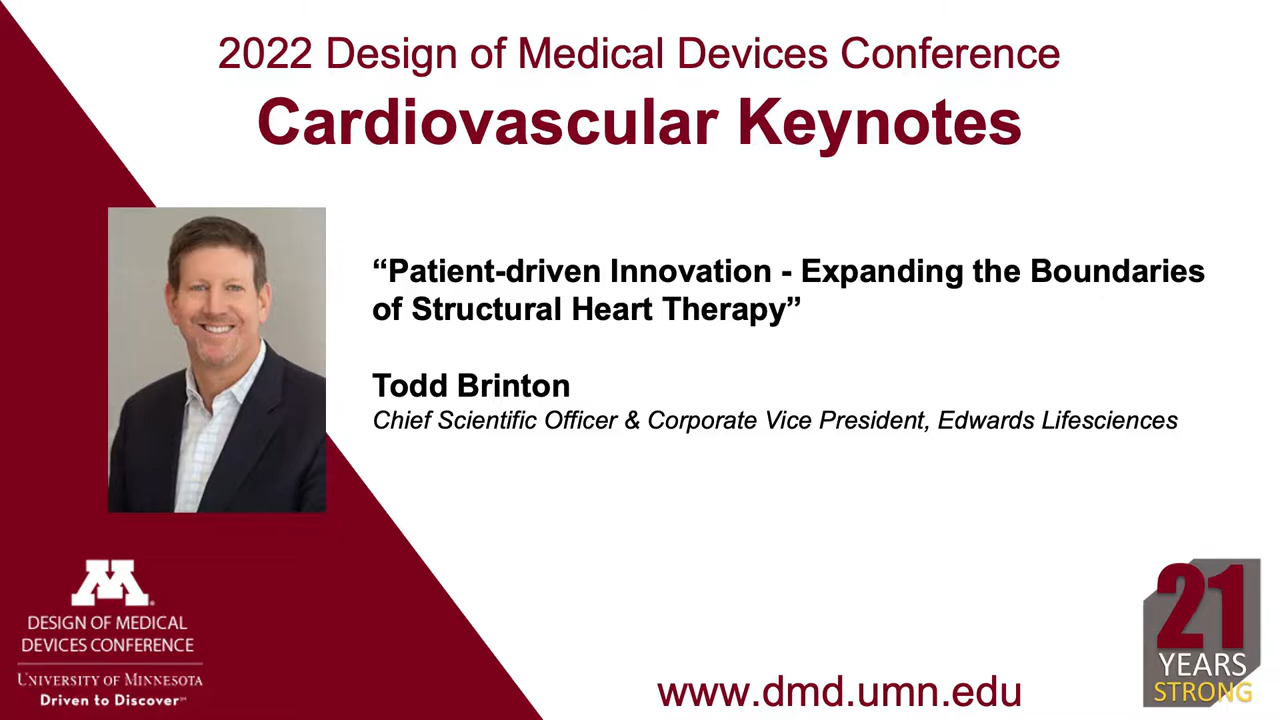 2022 Design of Medical Devices Conference
Cardiovascular Keynotes
“Patient-driven Innovation - Expanding the Boundaries
of Structural Heart Therapy”
Todd Brinton
Chief Scientific Officer & Corporate Vice President, Edwards Lifesciences
M
DESIGN OF MEDICAL
DEVICES CONFERENCE
UNIVERSITY OF MINNESOTA
Driven to Discover℠
21
YEARS
STRONG
www.dmd.umn.edu